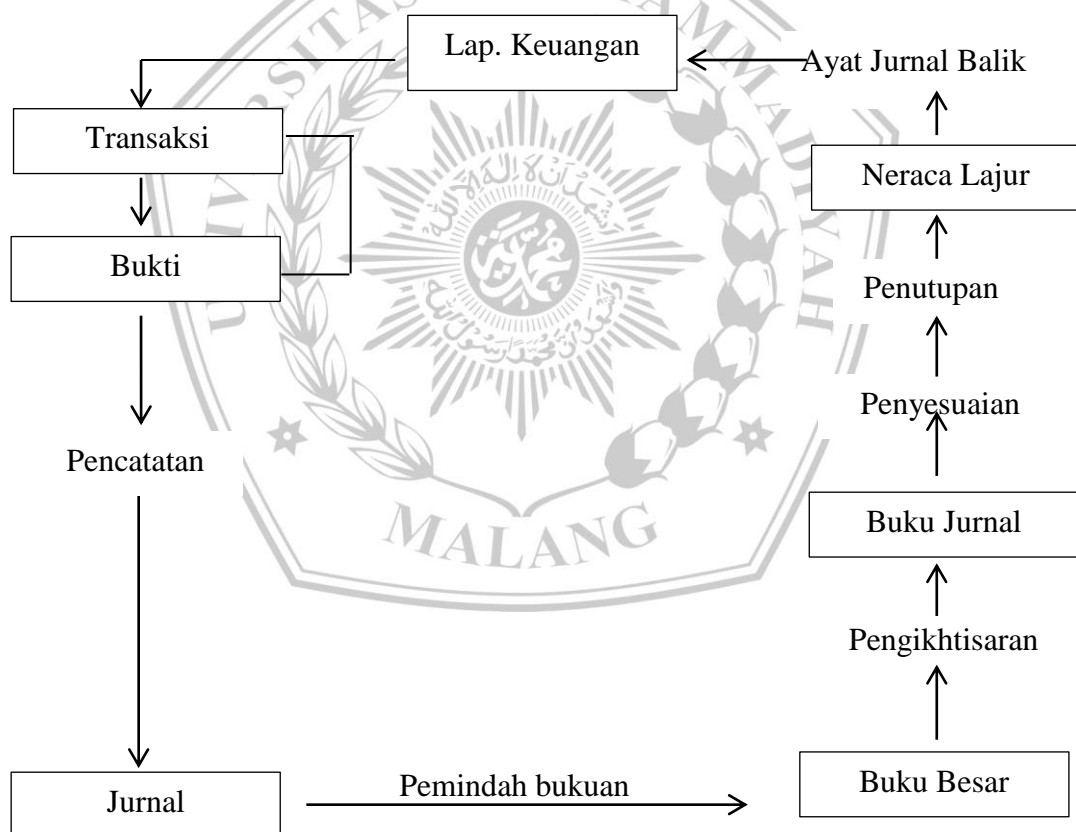 Lap. Keuangan
Ayat Jurnal Balik
Transaksi
Neraca Lajur
Bukti
Penutupan
Penyesuaian
Pencatatan
Buku Jurnal
MALANG
Pengikhtisaran
Buku Besar
Pemindah bukuan
Jurnal